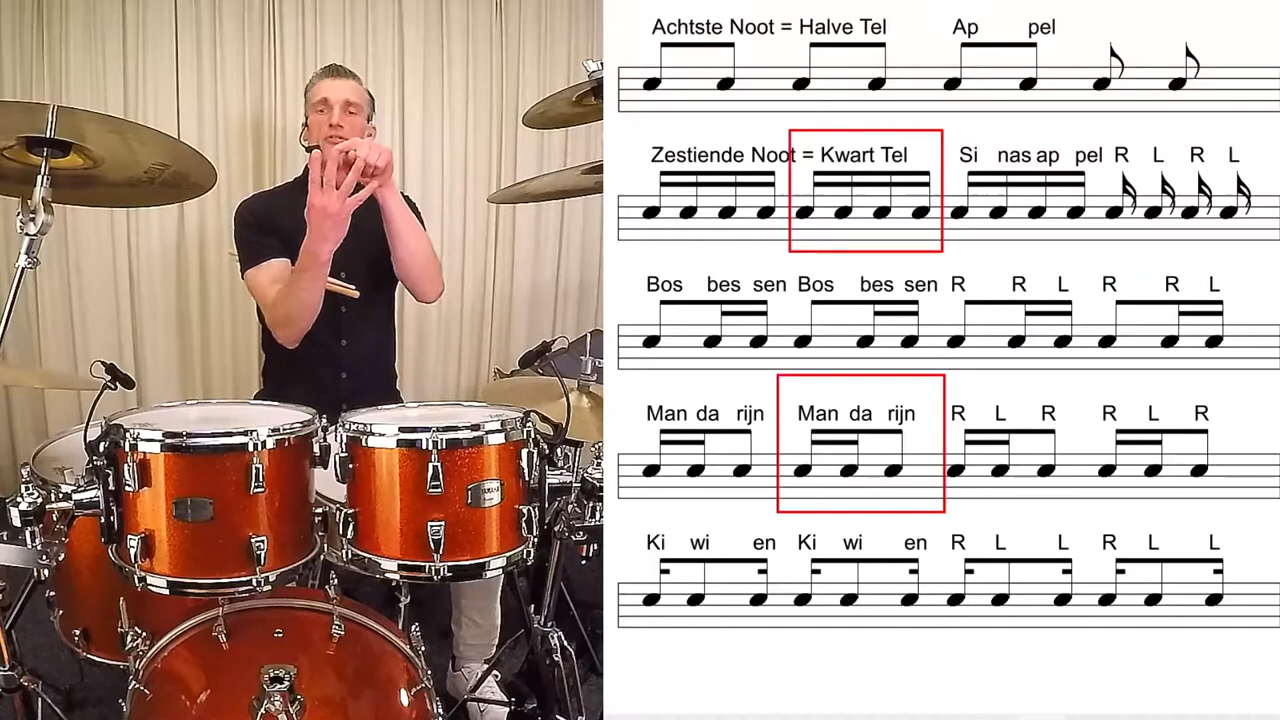 Achtste Noot = Halve Tel Ap pel
Zestiende Noot = Kwart Tel Si nas ap pel R L R L
Bos bes sen Bos bes sen R R L R R L
Man da rijn Man da rijn R L R R L R
Ki wi en Ki wi en R L L R L L
YAMAHA